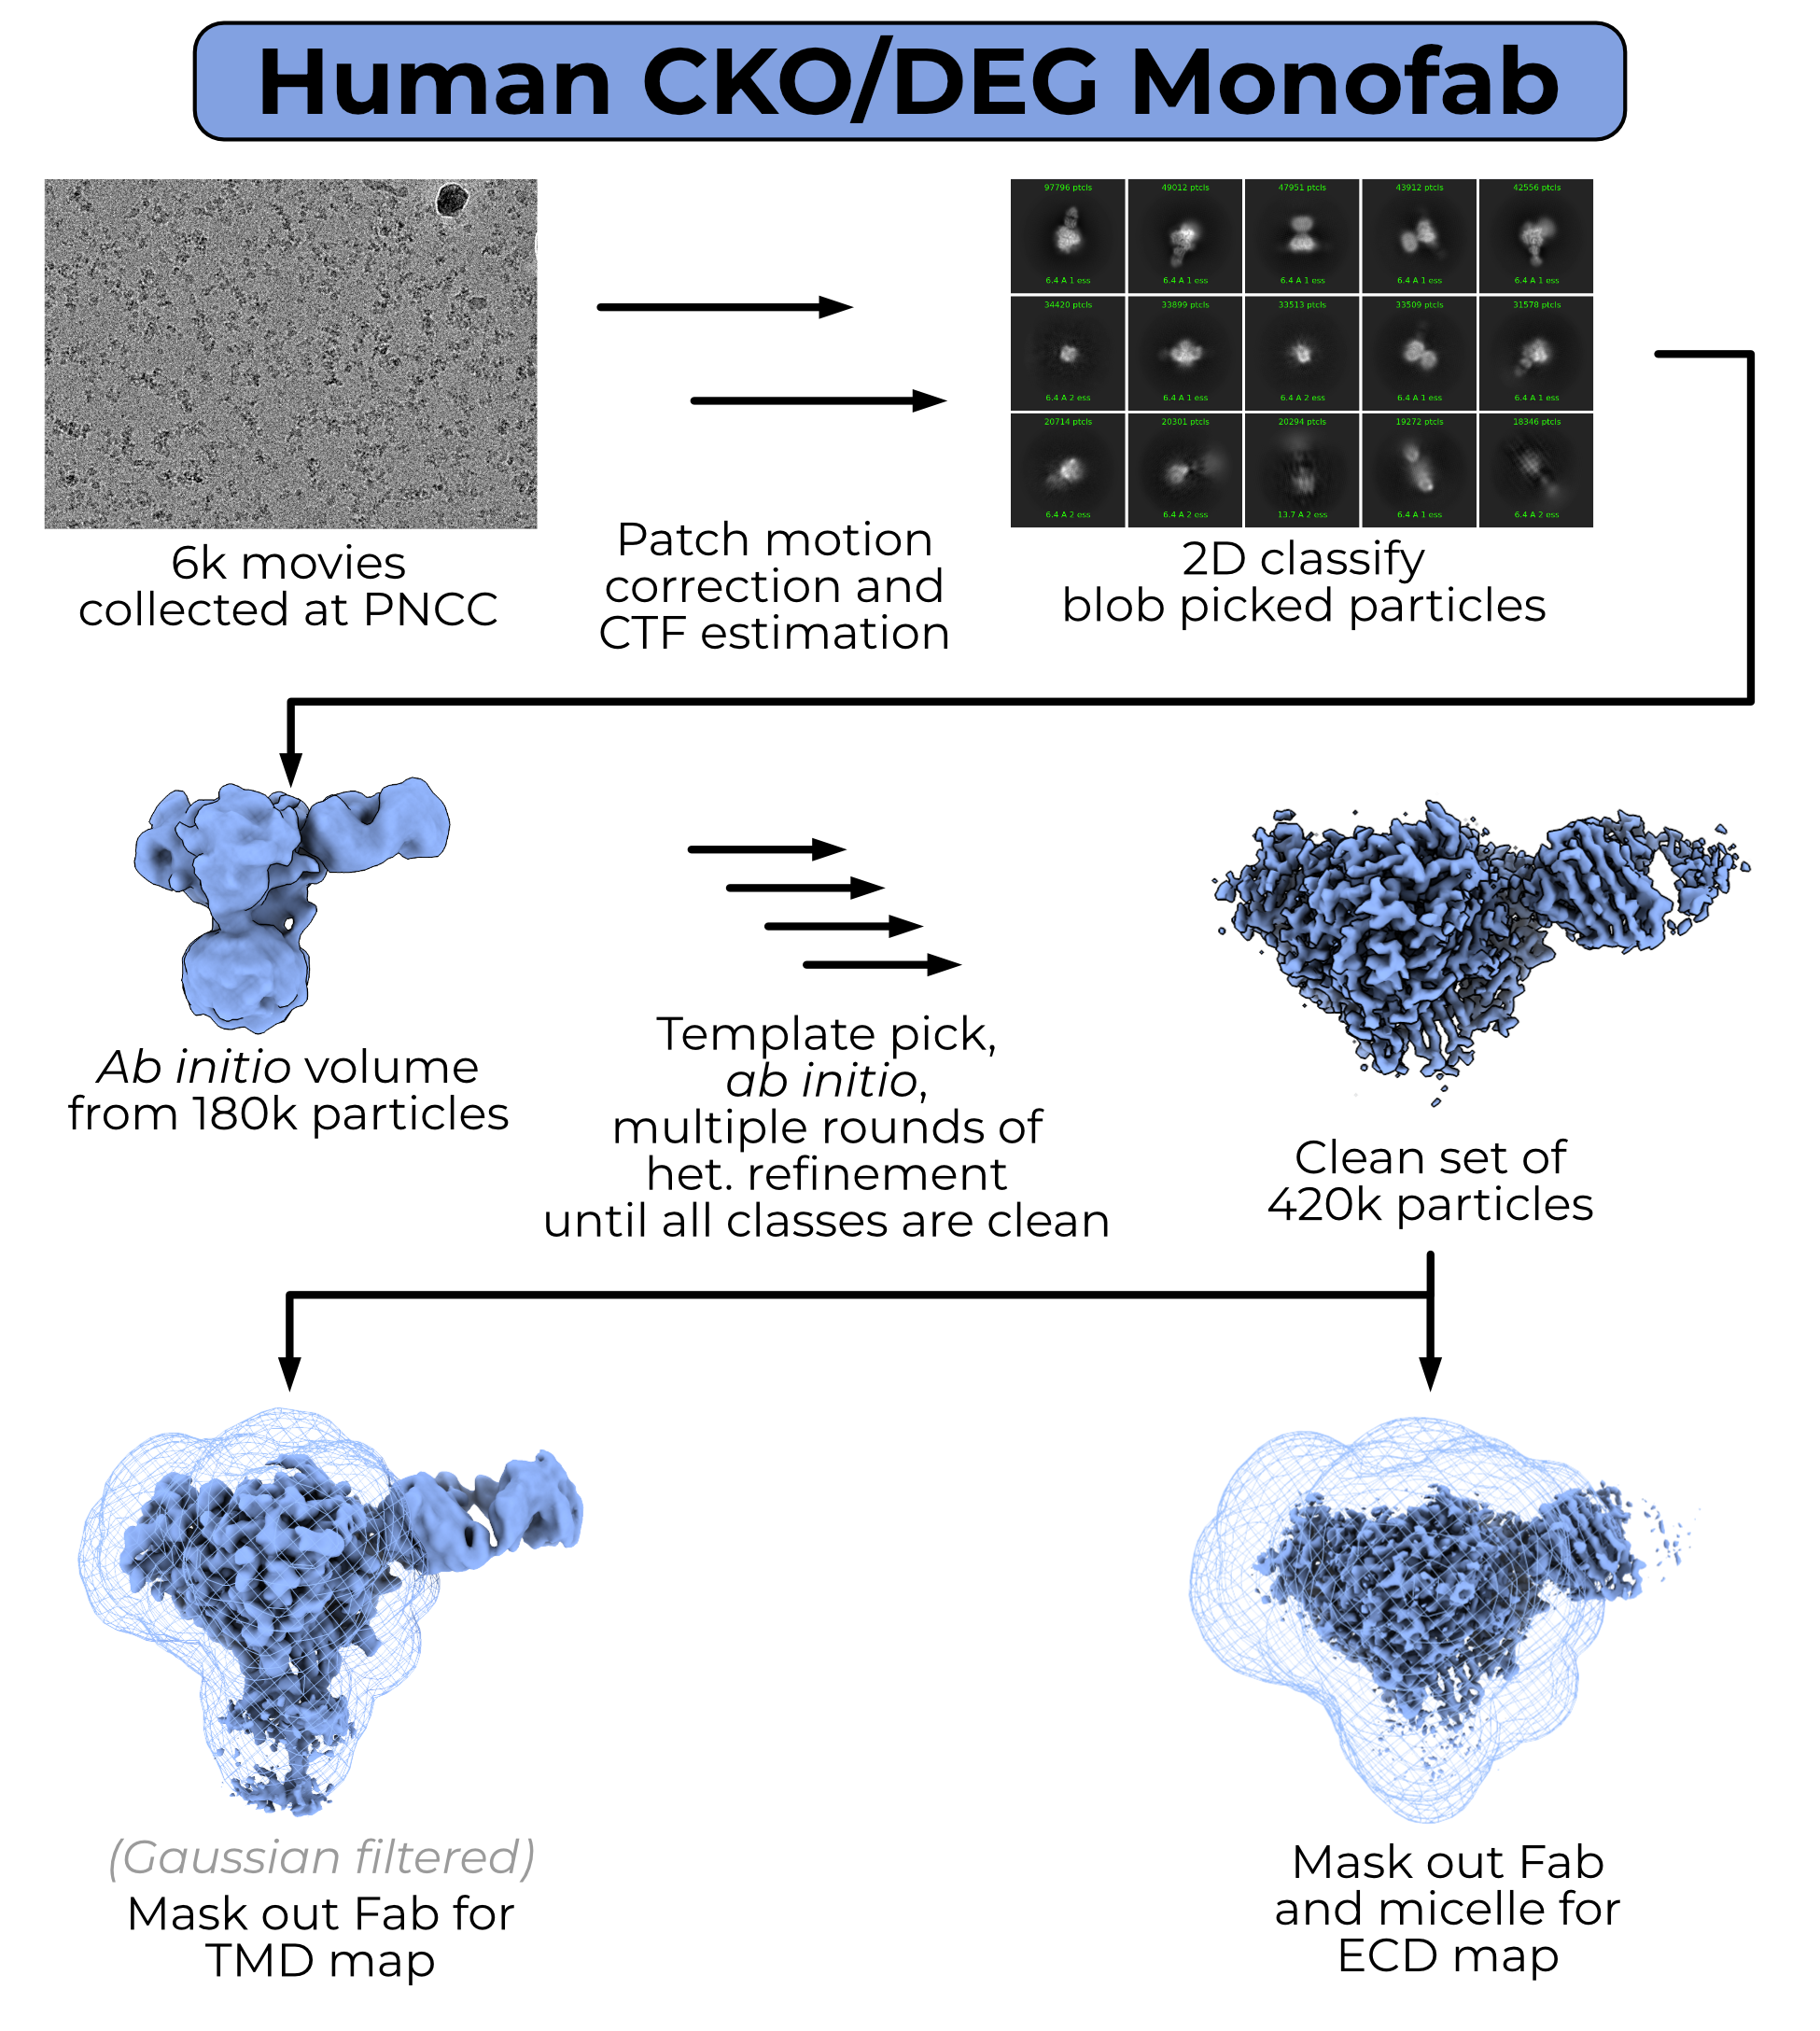 Human CKO/DEG Monofab
97796 ptcls
49012 ptcls
47951 ptcls
43912 ptcls
42556 ptcls
6.4 A 1 ess
6.4 A 1 ess
6.4 A 1 ess
6.4 A 1 ess
6.4 A 1 ess
34420 ptcls
33899 ptcls
33513 ptcls
33509 ptcls
31578 ptcls
6.4 A 2 ess
6.4 A 1 ess
6.4 A 2 ess
6.4 A 1 ess
6.4 A 1 ess
20714 ptcls
20301 ptcls
20294 ptcls
19272 ptcls
18346 ptcls
6.4 A 2 ess
6.4 A 2 ess
13.7 A 2 ess
6.4 A 1 ess
6.4 A 2 ess
6k movies
collected at PNCC
Patch motion
correction and
CTF estimation
2D classify
blob picked particles
Ab initio volume
from 180k particles
Template pick,
ab initio,
multiple rounds of
het. refinement
until all classes are clean
Clean set of
420k particles
(Gaussian filtered)
Mask out Fab for
TMD map
Mask out Fab
and micelle for
ECD map